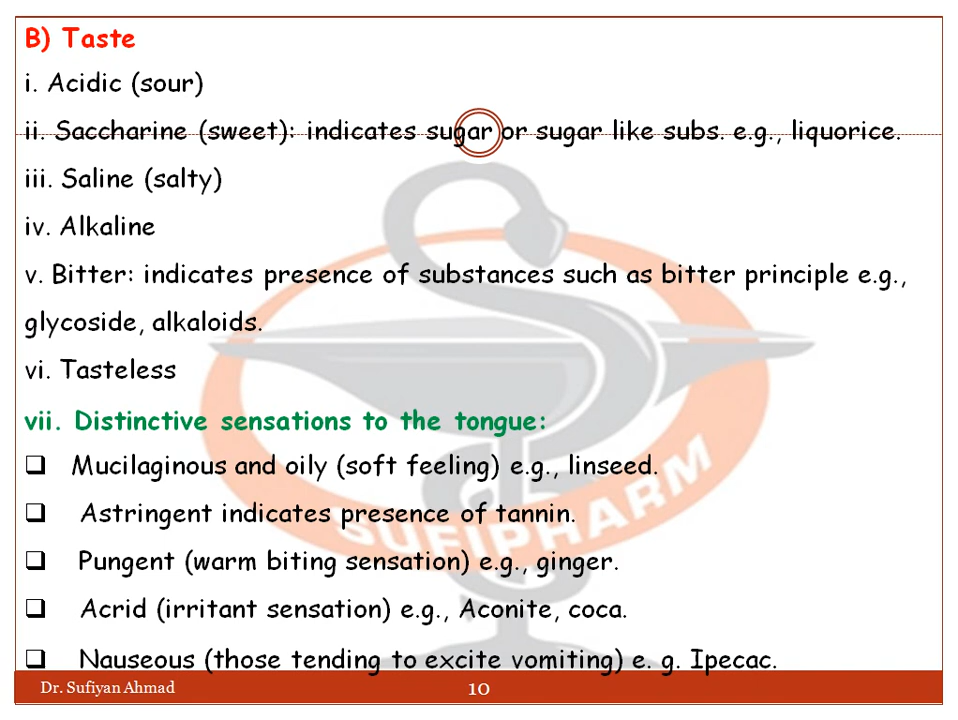 B) Taste
i. Acidic (sour)
ii. Saccharine (sweet): indicates sugar or sugar like subs. e.g., liquorice.
iii. Saline (salty)
iv. Alkaline
v. Bitter: indicates presence of substances such as bitter principle e.g.,
glycoside, alkaloids.
vi. Tasteless
vii. Distinctive sensations to the tongue:
❑ Mucilaginous and oily (soft feeling) e.g., linseed.
❑ Astringent indicates presence of tannin.
❑ Pungent (warm biting sensation) e.g., ginger.
❑ Acrid (irritant sensation) e.g., Aconite, coca.
❑ Nauseous (those tending to excite vomiting) e. g. Ipecac.
SUFIPHARM
Dr. Sufiyan Ahmad
10